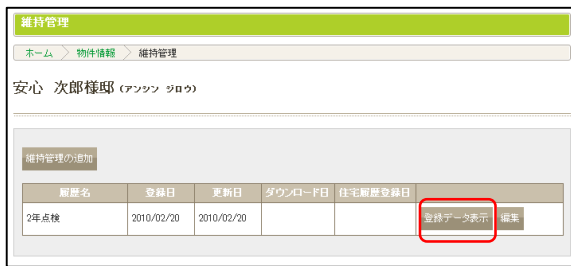 維持管理
ホーム > 物件情報 > 維持管理
安心 次郎様邸 (アンシン ジロウ)
維持管理の追加
履歴名 登録日 更新日 ダウンロード日 住宅履歴登録日
2年点検 2010/02/20 2010/02/20 登録データ表示 編集